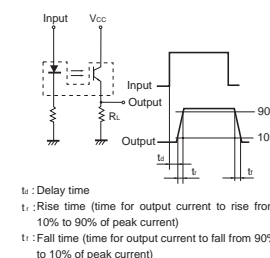 Input Vcc
Output
RL
Input
90
10
Output
td
tr tf
td : Delay time
tr : Rise time (time for output current to rise from
10% to 90% of peak current)
tf : Fall time (time for output current to fall from 90%
to 10% of peak current)